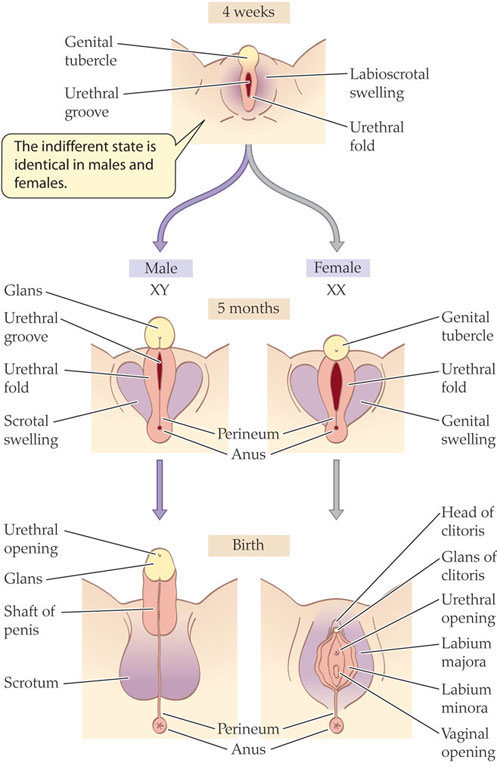 4 weeks
Genital
tubercle
Urethral
groove
Labioscrotal
swelling
Urethral
fold
The indifferent state is
identical in males and
females.
Male
Female
XY
XX
5 months
Glans
Urethral
groove
Urethral
fold
Scrotal
swelling
Perineum
Anus
Genital
tubercle
Urethral
fold
Genital
swelling
Birth
Urethral
opening
Glans
Shaft of
penis
Scrotum
Perineum
Anus
Head of
clitoris
Glans of
clitoris
Urethral
opening
Labium
majora
Labium
minora
Vaginal
opening